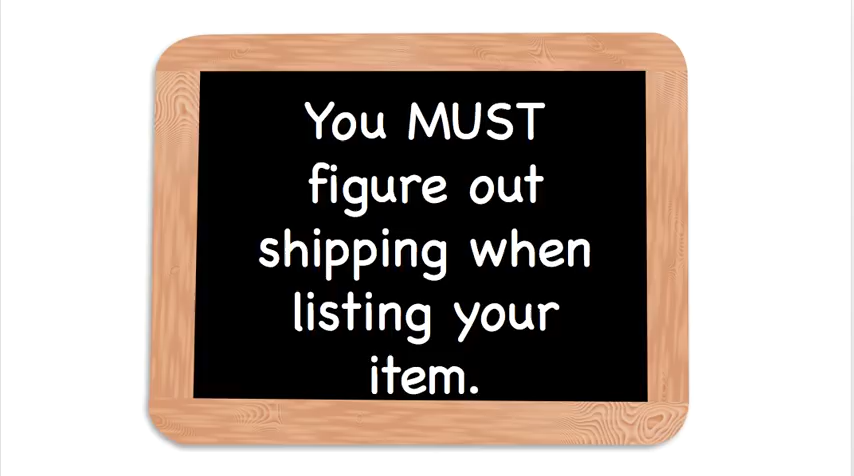 You MUST
figure out
shipping when
listing your
item.